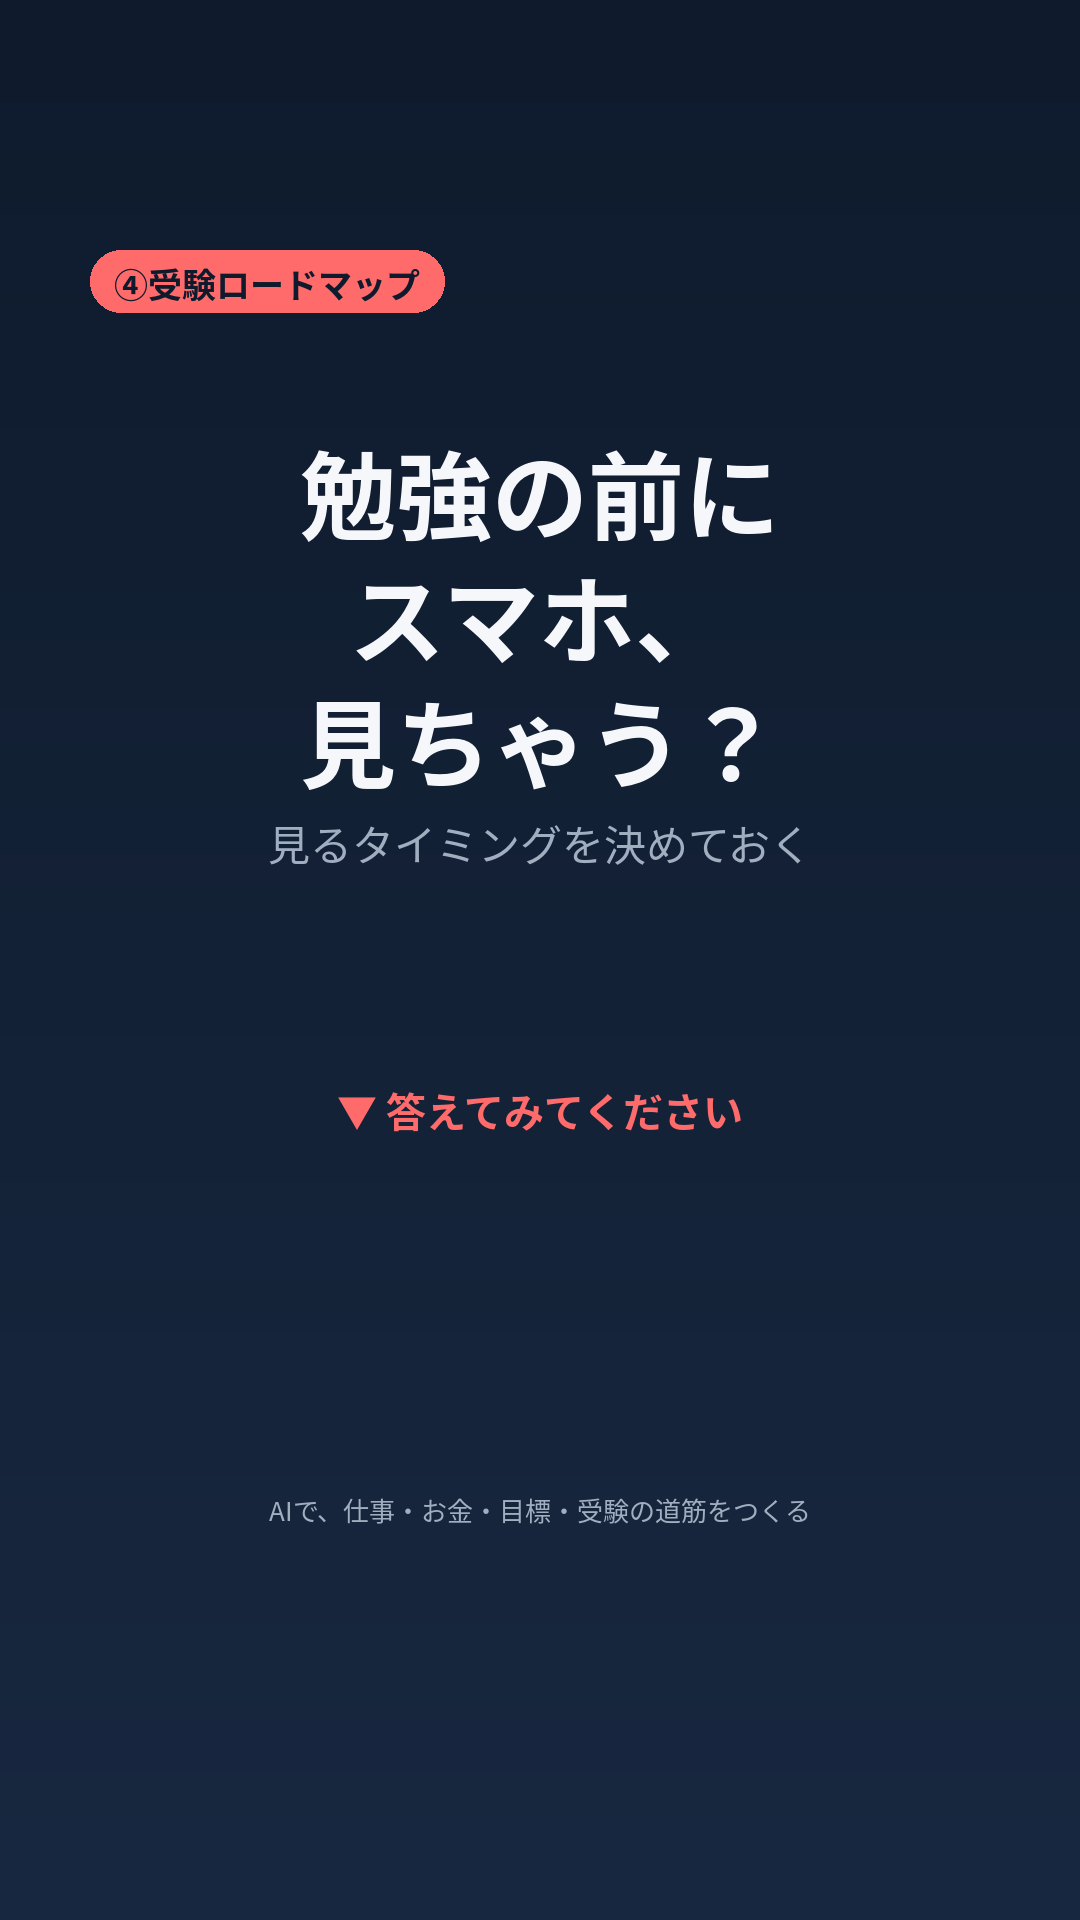 ④受験ロードマップ
勉強の前に
スマホ、
見ちゃう？
見るタイミングを決めておく
▼ 答えてみてください
AIで、仕事・お金・目標・受験の道筋をつくる